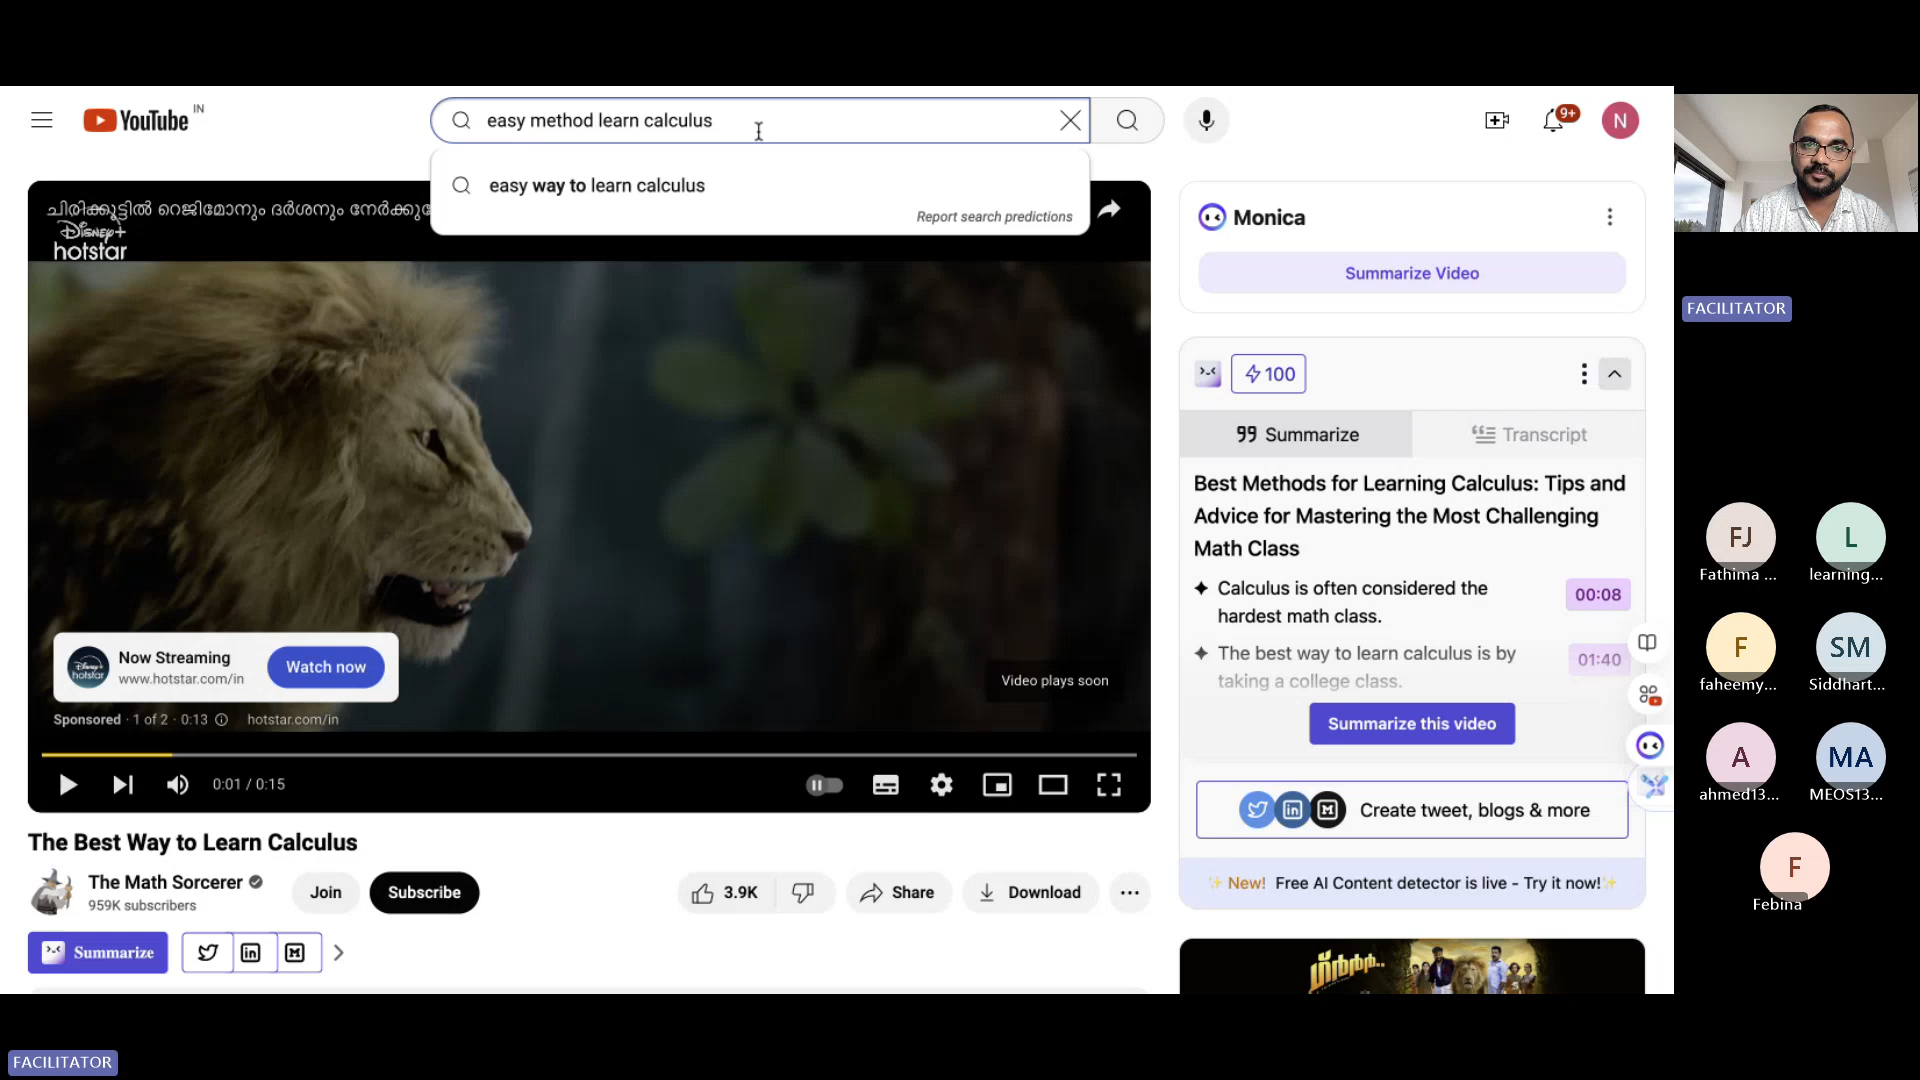 YouTube IN
easy method learn calculus
9+
N
easy way to learn calculus
Report search predictions
ചിരിക്കൂട്ടിൽ റെജിമോനും ദർശനും നേർക്കു
Disney+
hotstar
Now Streaming
www.hotstar.com/in
Watch now
Video plays soon
Sponsored · 1 of 2 · 0:13 hotstar.com/in
0:01 / 0:15
The Best Way to Learn Calculus
The Math Sorcerer
959K subscribers
Join
Subscribe
3.9K
Share
Download
Summarize
Monica
Summarize Video
100
Summarize
Transcript
Best Methods for Learning Calculus: Tips and
Advice for Mastering the Most Challenging
Math Class
Calculus is often considered the
hardest math class.
00:08
The best way to learn calculus is by
taking a college class.
01:40
Summarize this video
Create tweet, blogs & more
New! Free AI Content detector is live - Try it now!
FACILITATOR
FJ
Fathima ...
L
learning...
F
faheemy...
SM
Siddhart...
A
ahmed13...
MA
MEOS13...
F
Febina
FACILITATOR